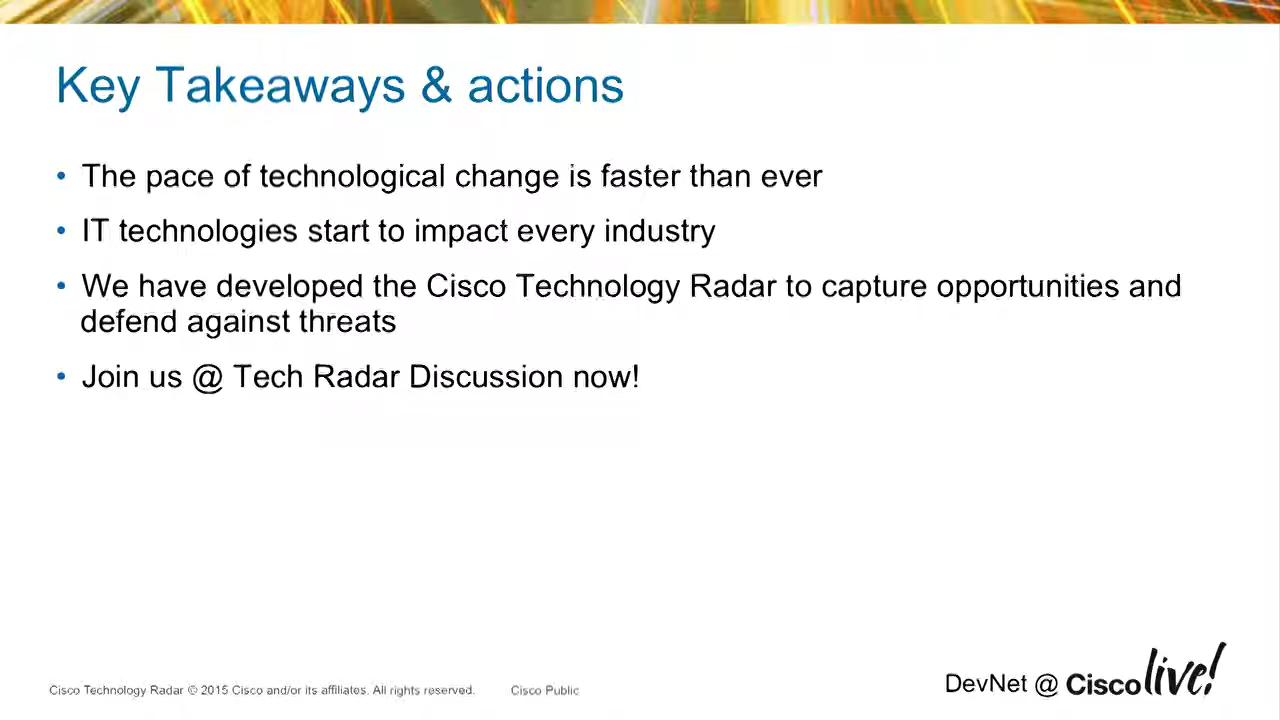 Key Takeaways & actions
• The pace of technological change is faster than ever
• IT technologies start to impact every industry
• We have developed the Cisco Technology Radar to capture opportunities and
defend against threats
• Join us @ Tech Radar Discussion now!
Cisco Technology Radar © 2015 Cisco and/or its affiliates. All rights reserved. Cisco Public
DevNet @ Cisco live!